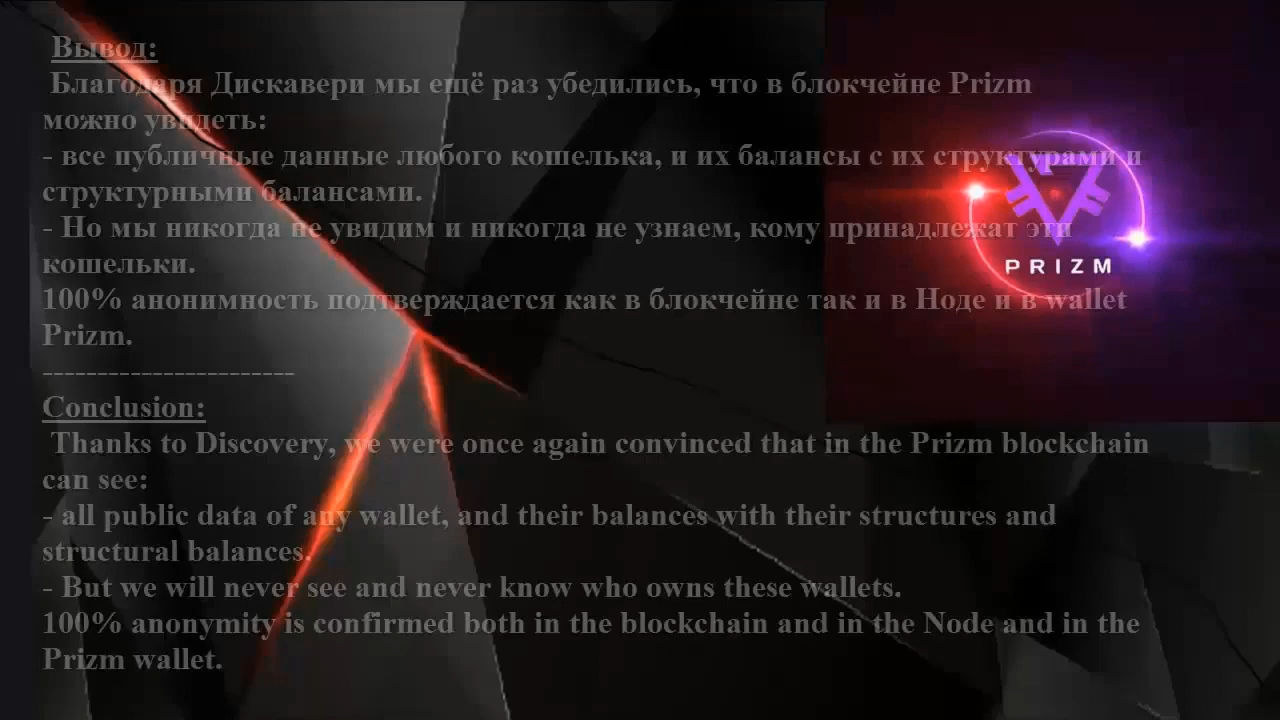 Вывод:
Благодаря Дискавери мы ещё раз убедились, что в блокчейне Prizm
можно увидеть:
- все публичные данные любого кошелька, и их балансы с их структурами и
структурными балансами.
- Но мы никогда не увидим и никогда не узнаем, кому принадлежат эти
кошельки.
100% анонимность подтверждается как в блокчейне так и в Ноде и в wallet
Prizm.
-----------------------
Conclusion:
Thanks to Discovery, we were once again convinced that in the Prizm blockchain
can see:
- all public data of any wallet, and their balances with their structures and
structural balances.
- But we will never see and never know who owns these wallets.
100% anonymity is confirmed both in the blockchain and in the Node and in the
Prizm wallet.
PRIZM